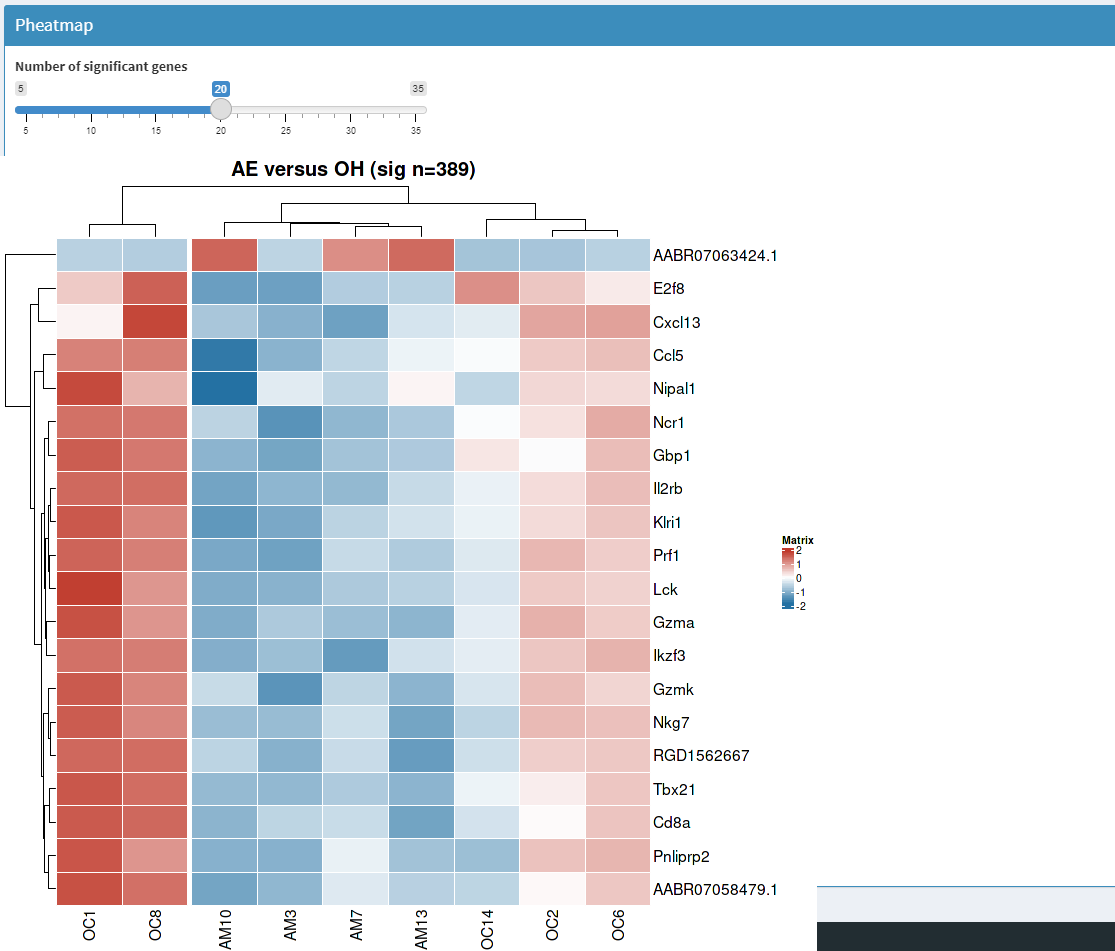 Pheatmap
Number of significant genes
5 20 35
5 10 15 20 25 30 35
AE versus OH (sig n=389)
AABR07063424.1
E2f8
Cxcl13
Ccl5
Nipal1
Ncr1
Gbp1
Il2rb
Klri1
Prf1
Lck
Gzma
Ikzf3
Gzmk
Nkg7
RGD1562667
Tbx21
Cd8a
Pnliprp2
AABR07058479.1
Matrix
2
1
0
-1
-2
OC1 OC8 AM10 AM3 AM7 AM13 OC14 OC2 OC6